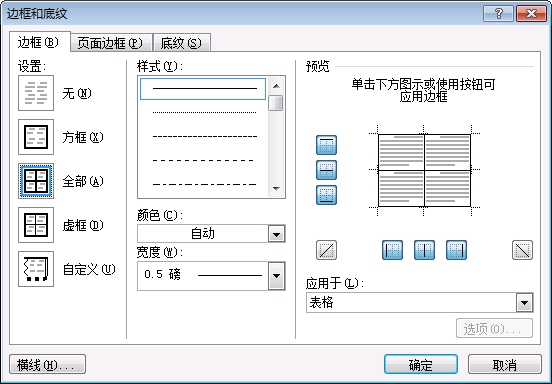 边框和底纹
边框(B) 页面边框(P) 底纹(S)
设置:
无(N)
方框(X)
全部(A)
虚框(D)
自定义(U)
样式(Y):
颜色(C):
自动
宽度(W):
0.5 磅
预览
单击下方图示或使用按钮可
应用边框
应用于(L):
表格
选项(O)...
横线(H)...
确定
取消